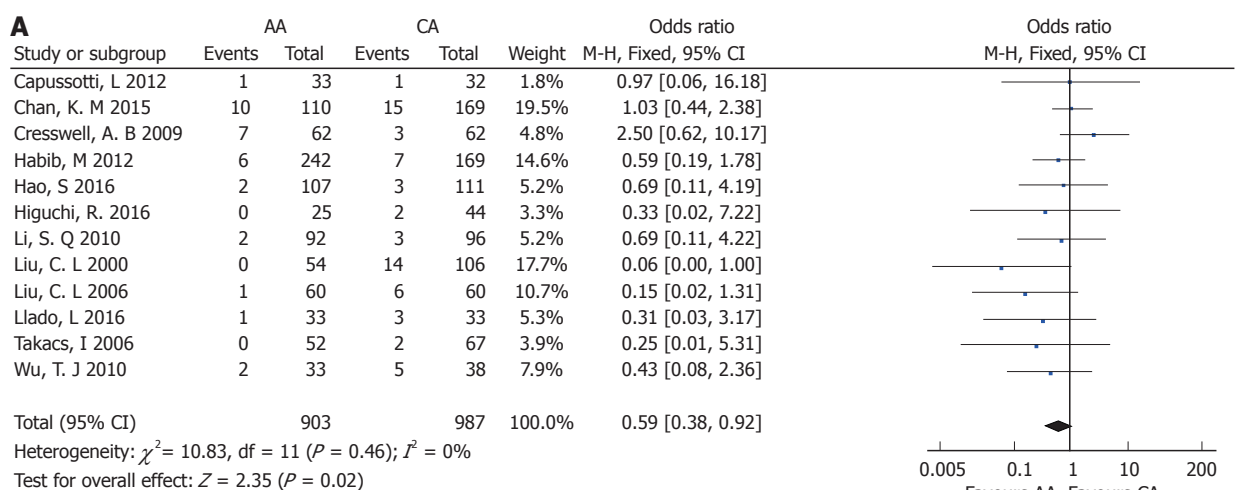 A
AA CA Odds ratio Odds ratio
Study or subgroup Events Total Events Total Weight M-H, Fixed, 95% CI M-H, Fixed, 95% CI
Capussotti, L 2012 1 33 1 32 1.8% 0.97 [0.06, 16.18]
Chan, K. M 2015 10 110 15 169 19.5% 1.03 [0.44, 2.38]
Cresswell, A. B 2009 7 62 3 62 4.8% 2.50 [0.62, 10.17]
Habib, M 2012 6 242 7 169 14.6% 0.59 [0.19, 1.78]
Hao, S 2016 2 107 3 111 5.2% 0.69 [0.11, 4.19]
Higuchi, R. 2016 0 25 2 44 3.3% 0.33 [0.02, 7.22]
Li, S. Q 2010 2 92 3 96 5.2% 0.69 [0.11, 4.22]
Liu, C. L 2000 0 54 14 106 17.7% 0.06 [0.00, 1.00]
Liu, C. L 2006 1 60 6 60 10.7% 0.15 [0.02, 1.31]
Llado, L 2016 1 33 3 33 5.3% 0.31 [0.03, 3.17]
Takacs, I 2006 0 52 2 67 3.9% 0.25 [0.01, 5.31]
Wu, T. J 2010 2 33 5 38 7.9% 0.43 [0.08, 2.36]
Total (95% CI) 903 987 100.0% 0.59 [0.38, 0.92]
Heterogeneity: χ²= 10.83, df = 11 (P = 0.46); I² = 0%
Test for overall effect: Z = 2.35 (P = 0.02)
0.005 0.1 1 10 200
Favours AA Favours CA